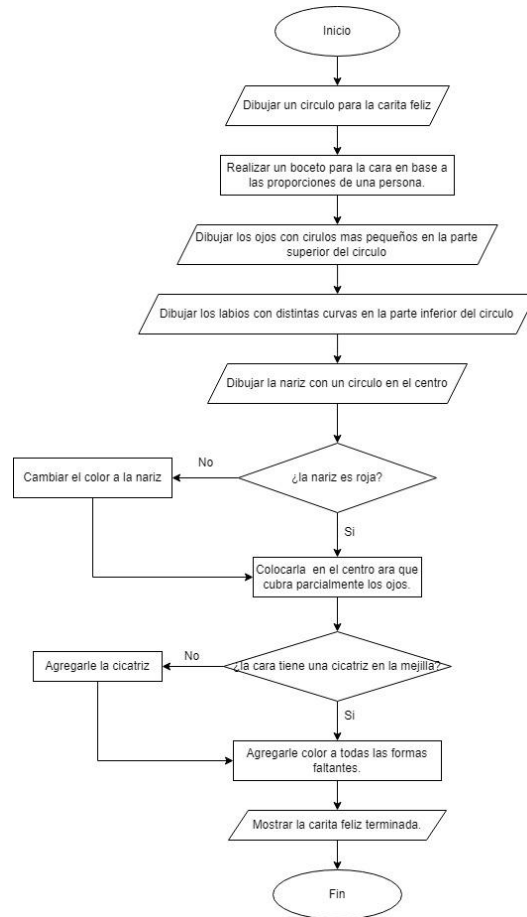 Inicio
Dibujar un circulo para la carita feliz
Realizar un boceto para la cara en base a
las proporciones de una persona.
Dibujar los ojos con cirulos mas pequeños en la parte
superior del circulo
Dibujar los labios con distintas curvas en la parte inferior del circulo
Dibujar la nariz con un circulo en el centro
¿la nariz es roja?
No
Cambiar el color a la nariz
Si
Colocarla en el centro ara que
cubra parcialmente los ojos.
¿la cara tiene una cicatriz en la mejilla?
No
Agregarle la cicatriz
Si
Agregarle color a todas las formas
faltantes.
Mostrar la carita feliz terminada.
Fin